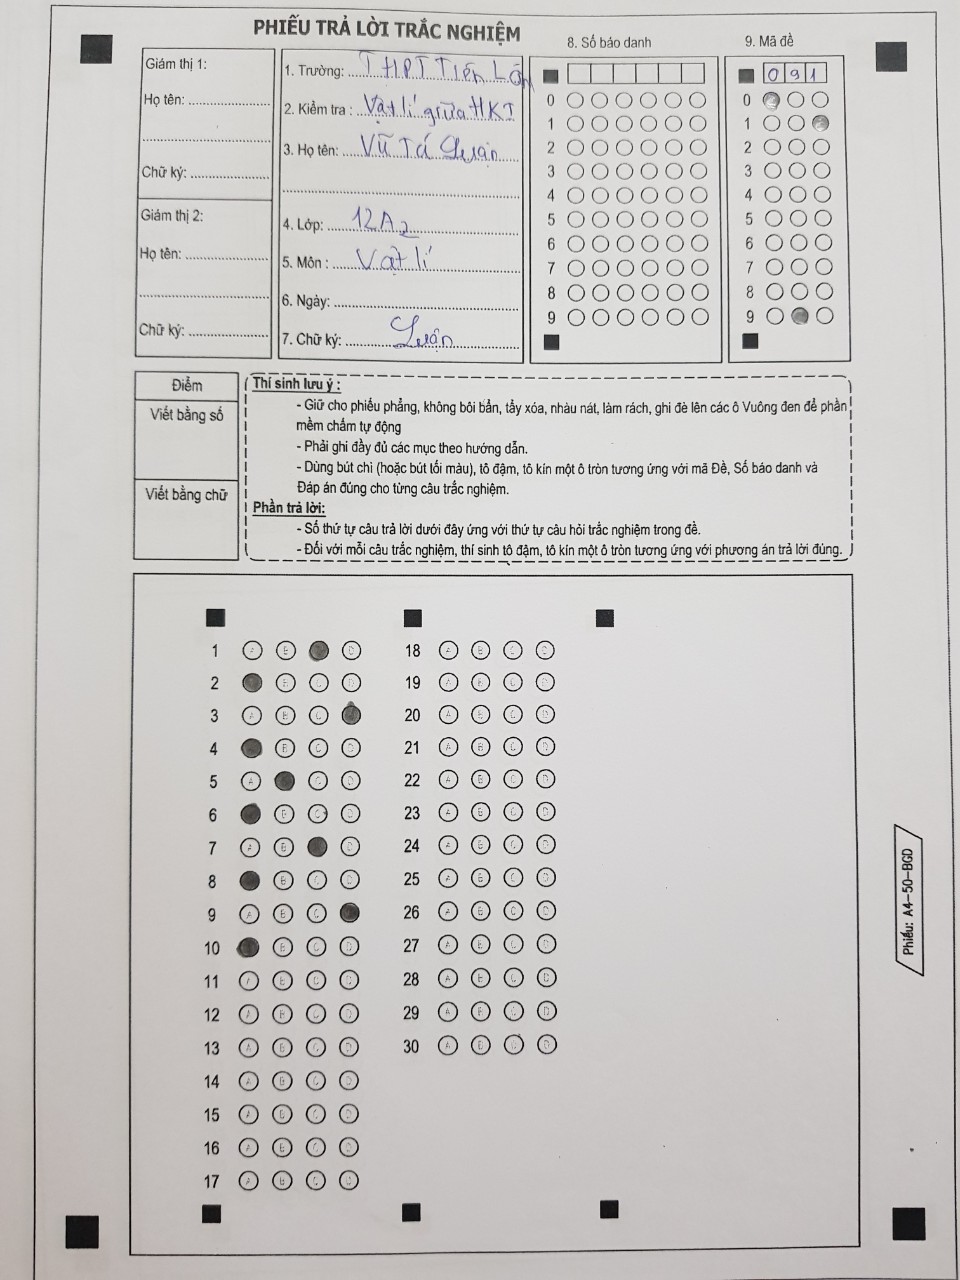 PHIẾU TRẢ LỜI TRẮC NGHIỆM
Giám thị 1:
Họ tên:
Chữ ký:
Giám thị 2:
Họ tên:
Chữ ký:
1. Trường: THPT Tiên Lãng
2. Kiểm tra : Vật lí giữa HKI
3. Họ tên: Vũ Tá Luận
4. Lớp: 12A2
5. Môn : Vật lí
6. Ngày:
7. Chữ ký: Luận
8. Số báo danh
0
1
2
3
4
5
6
7
8
9
9. Mã đề
0 9 1
0
1
2
3
4
5
6
7
8
9
Điểm
Viết bằng số
Viết bằng chữ
Thí sinh lưu ý :
- Giữ cho phiếu phẳng, không bôi bẩn, tẩy xóa, nhàu nát, làm rách, ghi đè lên các ô Vuông đen để phần
mềm chấm tự động
- Phải ghi đầy đủ các mục theo hướng dẫn.
- Dùng bút chì (hoặc bút tối màu), tô đậm, tô kín một ô tròn tương ứng với mã Đề, Số báo danh và
Đáp án đúng cho từng câu trắc nghiệm.
Phần trả lời:
- Số thứ tự câu trả lời dưới đây ứng với thứ tự câu hỏi trắc nghiệm trong đề.
- Đối với mỗi câu trắc nghiệm, thí sinh tô đậm, tô kín một ô tròn tương ứng với phương án trả lời đúng.
1 A B D
2 B C D
3 A B C
4 B C D
5 A C D
6 B C D
7 A B D
8 B C D
9 A B C
10 B C D
11 A B C D
12 A B C D
13 A B C D
14 A B C D
15 A B C D
16 A B C D
17 A B C D
18 A B C D
19 A B C D
20 A B C D
21 A B C D
22 A B C D
23 A B C D
24 A B C D
25 A B C D
26 A B C D
27 A B C D
28 A B C D
29 A B C D
30 A B C D
Phiếu: A4-50-BGD